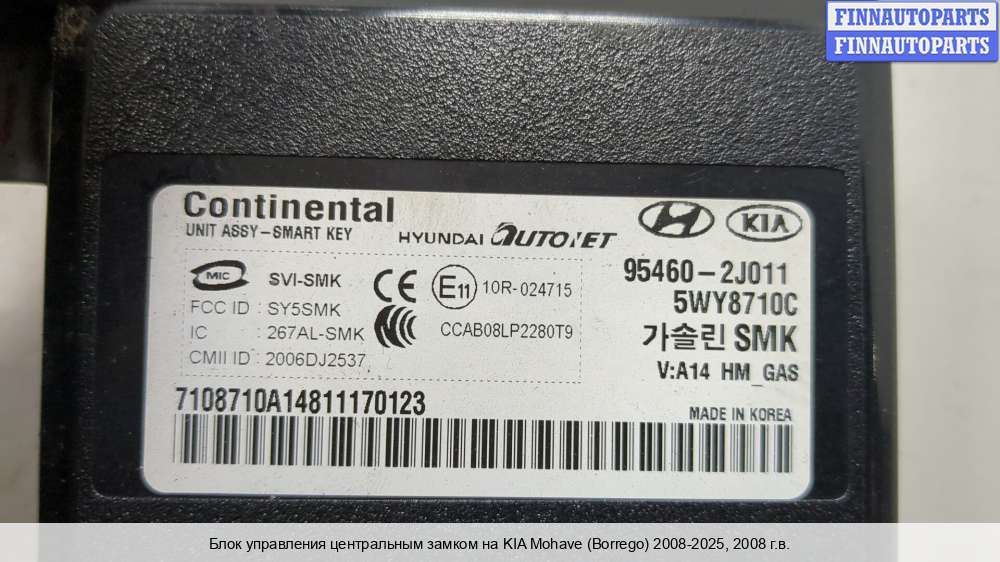 FINNAUTOPARTS
FINNAUTOPARTS
Continental
UNIT ASSY-SMART KEY
HYUNDAI AUTONET
KIA
MIC
SVI-SMK
CE
E11
10R-024715
FCC ID : SY5SMK
IC : 267AL-SMK
CCAB08LP2280T9
CMII ID : 2006DJ2537
95460-2J011
5WY8710C
가솔린 SMK
V:A14 HM_GAS
7108710A14811170123
MADE IN KOREA
Блок управления центральным замком на KIA Mohave (Borrego) 2008-2025, 2008 г.в.